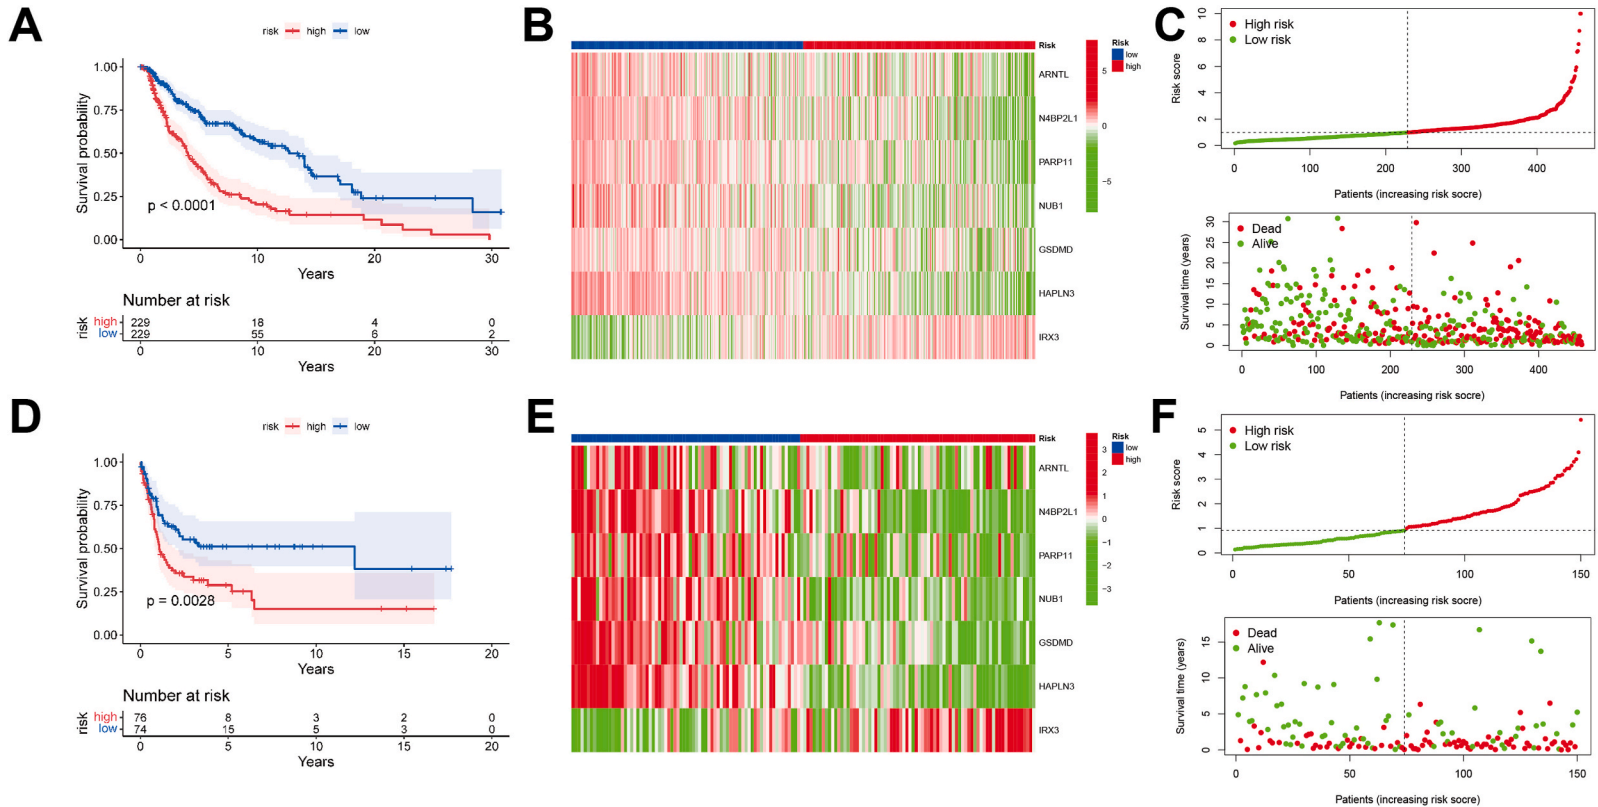 A
risk high low
Survival probability
1.00
0.75
0.50
0.25
0.00
p < 0.0001
0 10 20 30
Years
Number at risk
risk
high 229 18 4 0
low 229 55 6 2
0 10 20 30
Years
B
Risk
ARNTL
N4BP2L1
PARP11
NUB1
GSDMD
HAPLN3
IRX3
5
0
−5
Risk
low
high
C
High risk
Low risk
Risk score
10
8
6
4
2
0
0 100 200 300 400
Patients (increasing risk socre)
Dead
Alive
Survival time (years)
30
25
20
15
10
5
0
0 100 200 300 400
Patients (increasing risk socre)
D
risk high low
Survival probability
1.00
0.75
0.50
0.25
0.00
p = 0.0028
0 5 10 15 20
Years
Number at risk
risk
high 76 8 3 2 0
low 74 15 5 3 0
0 5 10 15 20
Years
E
Risk
ARNTL
N4BP2L1
PARP11
NUB1
GSDMD
HAPLN3
IRX3
3
2
1
0
−1
−2
−3
Risk
low
high
F
High risk
Low risk
Risk score
5
4
3
2
1
0
0 50 100 150
Patients (increasing risk socre)
Dead
Alive
Survival time (years)
15
10
5
0
0 50 100 150
Patients (increasing risk socre)